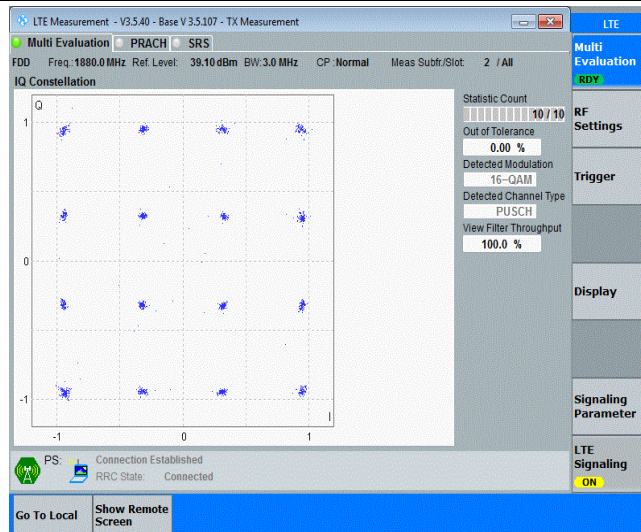 LTE Measurement - V3.5.40 - Base V 3.5.107 - TX Measurement
LTE
Multi Evaluation PRACH SRS
FDD Freq.:1880.0 MHz Ref. Level: 39.10 dBm BW:3.0 MHz CP :Normal Meas Subfr./Slot: 2 / All
IQ Constellation
Q
1
0
-1
-1 0 1
I
Statistic Count
10 / 10
Out of Tolerance
0.00 %
Detected Modulation
16-QAM
Detected Channel Type
PUSCH
View Filter Throughput
100.0 %
Multi
Evaluation
RDY
RF
Settings
Trigger
Display
Signaling
Parameter
LTE
Signaling
ON
PS: Connection Established
RRC State: Connected
Go To Local
Show Remote
Screen